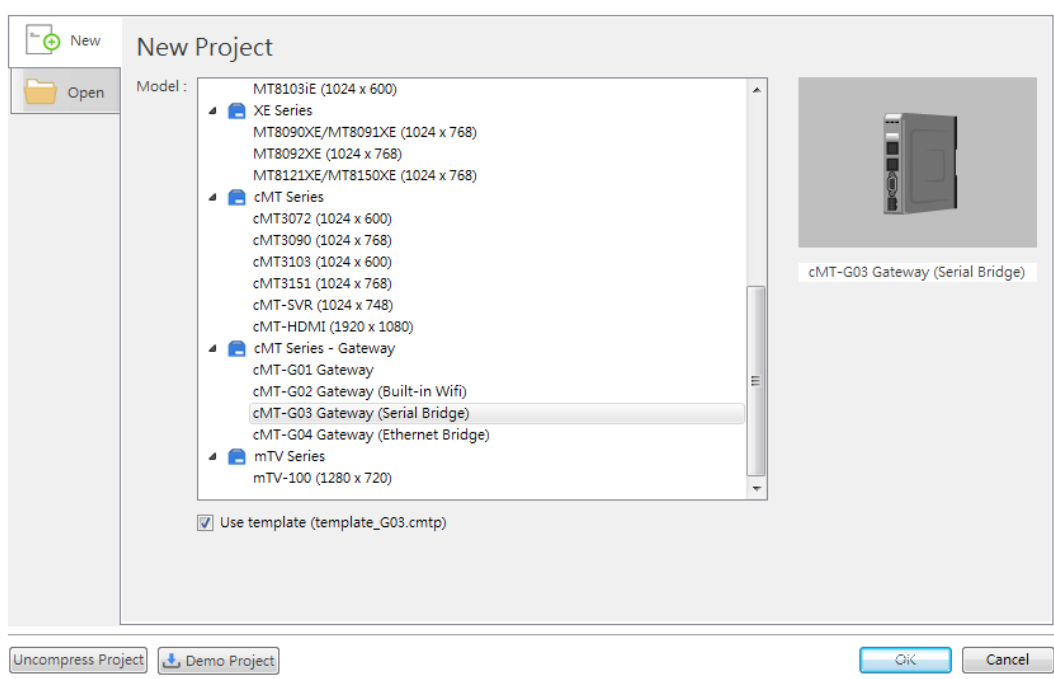 New
Open
New Project
Model :
MT8103iE (1024 x 600)
XE Series
MT8090XE/MT8091XE (1024 x 768)
MT8092XE (1024 x 768)
MT8121XE/MT8150XE (1024 x 768)
cMT Series
cMT3072 (1024 x 600)
cMT3090 (1024 x 768)
cMT3103 (1024 x 600)
cMT3151 (1024 x 768)
cMT-SVR (1024 x 748)
cMT-HDMI (1920 x 1080)
cMT Series - Gateway
cMT-G01 Gateway
cMT-G02 Gateway (Built-in Wifi)
cMT-G03 Gateway (Serial Bridge)
cMT-G04 Gateway (Ethernet Bridge)
mTV Series
mTV-100 (1280 x 720)
cMT-G03 Gateway (Serial Bridge)
Use template (template_G03.cmtp)
Uncompress Project
Demo Project
OK
Cancel